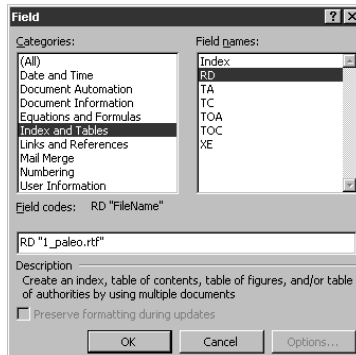 Field
Categories:
Field names:
(All)
Date and Time
Document Automation
Document Information
Equations and Formulas
Index and Tables
Links and References
Mail Merge
Numbering
User Information
Index
RD
TA
TC
TOA
TOC
XE
Field codes: RD "FileName"
RD "1_paleo.rtf"
Description
Create an index, table of contents, table of figures, and/or table
of authorities by using multiple documents
Preserve formatting during updates
OK
Cancel
Options...